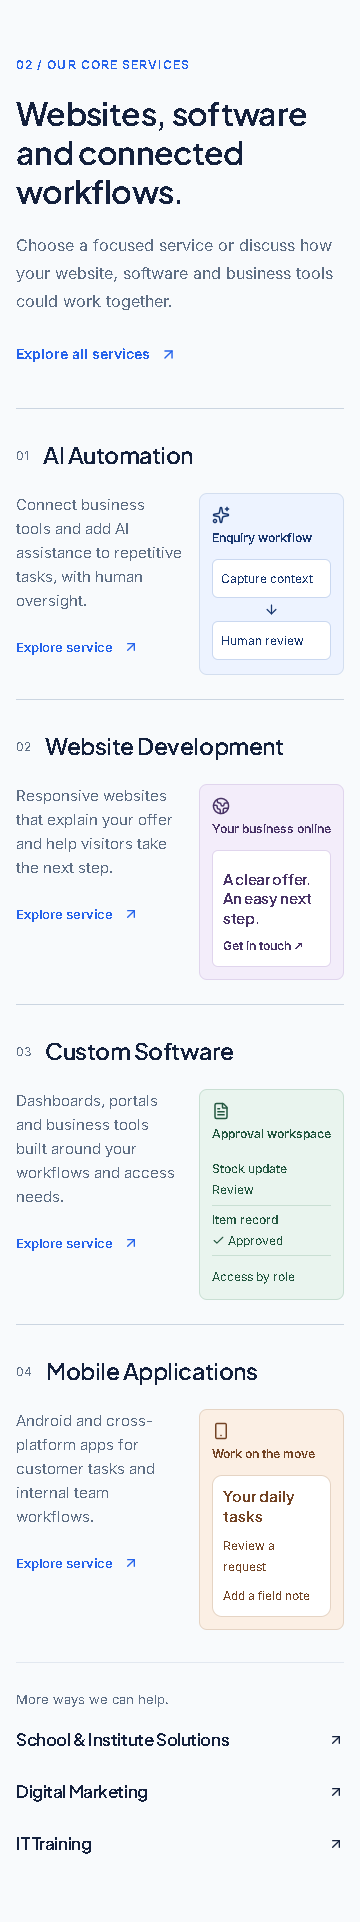 02 / OUR CORE SERVICES
Websites, software
and connected
workflows.
Choose a focused service or discuss how
your website, software and business tools
could work together.
Explore all services ↗
01 AI Automation
Connect business
tools and add AI
assistance to repetitive
tasks, with human
oversight.
Explore service ↗
Enquiry workflow
Capture context
↓
Human review
02 Website Development
Responsive websites
that explain your offer
and help visitors take
the next step.
Explore service ↗
Your business online
A clear offer.
An easy next
step.
Get in touch ↗
03 Custom Software
Dashboards, portals
and business tools
built around your
workflows and access
needs.
Explore service ↗
Approval workspace
Stock update
Review
Item record
✓ Approved
Access by role
04 Mobile Applications
Android and cross-
platform apps for
customer tasks and
internal team
workflows.
Explore service ↗
Work on the move
Your daily
tasks
Review a
request
Add a field note
More ways we can help.
School & Institute Solutions ↗
Digital Marketing ↗
IT Training ↗